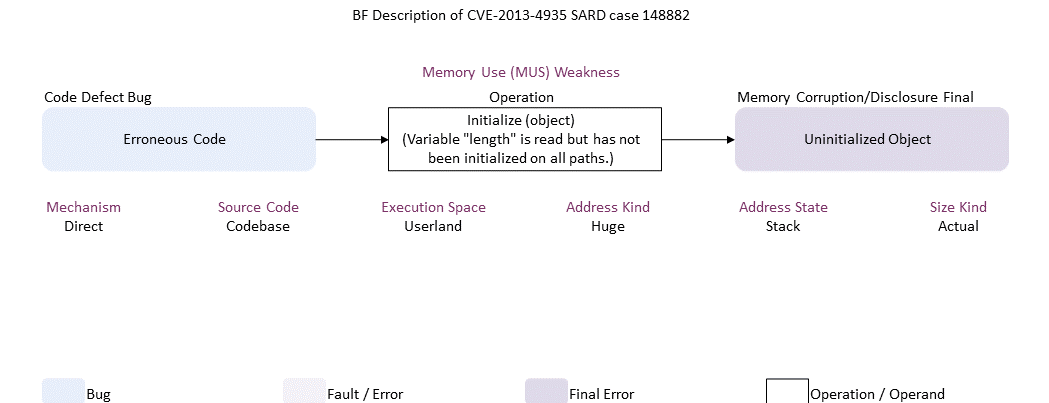 BF Description of CVE-2013-4935 SARD case 148882
Memory Use (MUS) Weakness
Code Defect Bug
Operation
Memory Corruption/Disclosure Final
Erroneous Code
Initialize (object)
(Variable "length" is read but has not
been initialized on all paths.)
Uninitialized Object
Mechanism
Direct
Source Code
Codebase
Execution Space
Userland
Address Kind
Huge
Address State
Stack
Size Kind
Actual
Bug
Fault / Error
Final Error
Operation / Operand